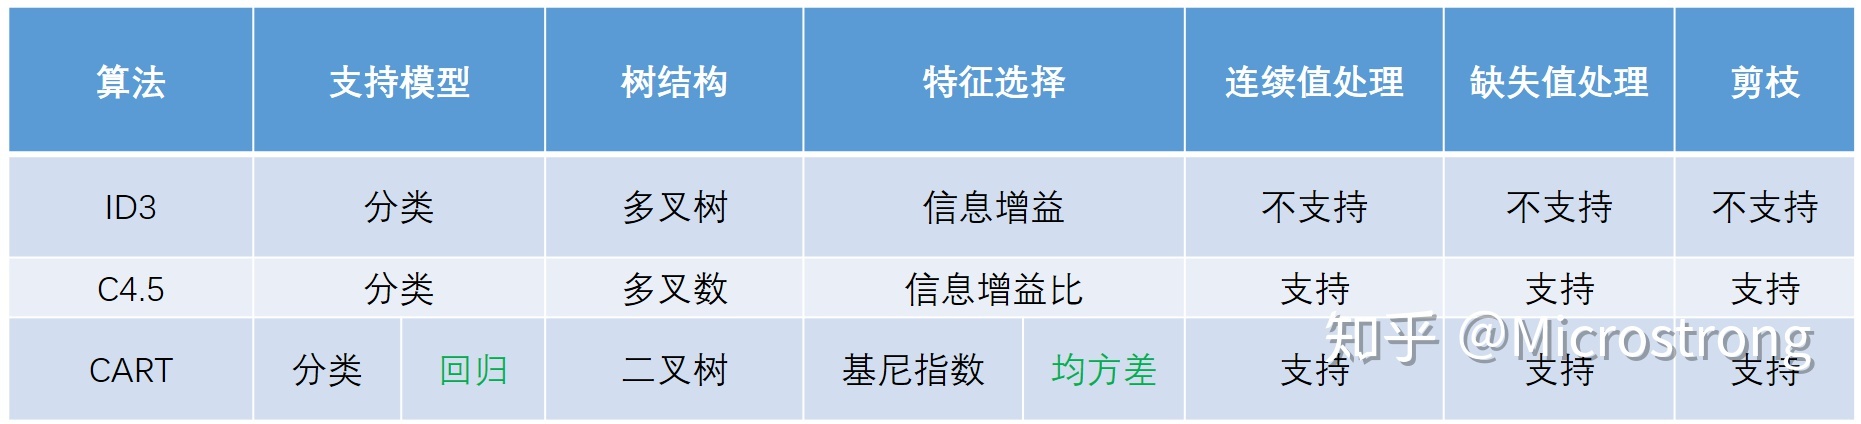 算法 支持模型 树结构 特征选择 连续值处理 缺失值处理 剪枝
ID3 分类 多叉树 信息增益 不支持 不支持 不支持
C4.5 分类 多叉数 信息增益比 支持 支持 支持
CART 分类 回归 二叉树 基尼指数 均方差 支持 支持 支持
知乎 @Microstrong